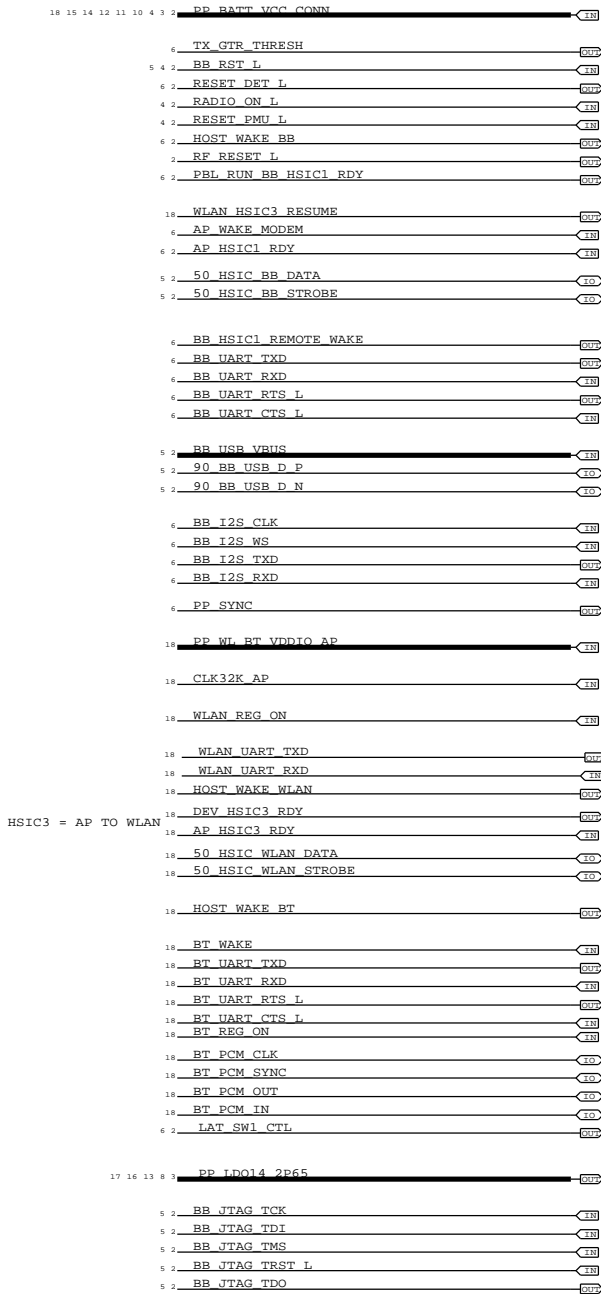 18 15 14 12 11 10 4 3 2 PP_BATT_VCC_CONN IN
6 TX_GTR_THRESH OUT
5 4 2 BB_RST_L IN
6 2 RESET_DET_L OUT
4 2 RADIO_ON_L IN
4 2 RESET_PMU_L IN
6 2 HOST_WAKE_BB OUT
2 RF_RESET_L OUT
6 2 PBL_RUN_BB_HSIC1_RDY OUT
18 WLAN_HSIC3_RESUME OUT
6 AP_WAKE_MODEM IN
6 2 AP_HSIC1_RDY IN
5 2 50_HSIC_BB_DATA IO
5 2 50_HSIC_BB_STROBE IO
6 BB_HSIC1_REMOTE_WAKE OUT
6 BB_UART_TXD OUT
6 BB_UART_RXD IN
6 BB_UART_RTS_L OUT
6 BB_UART_CTS_L IN
5 2 BB_USB_VBUS IN
5 2 90_BB_USB_D_P IO
5 2 90_BB_USB_D_N IO
6 BB_I2S_CLK IN
6 BB_I2S_WS IN
6 BB_I2S_TXD OUT
6 BB_I2S_RXD IN
6 PP_SYNC OUT
18 PP_WL_BT_VDDIO_AP IN
18 CLK32K_AP IN
18 WLAN_REG_ON IN
18 WLAN_UART_TXD OUT
18 WLAN_UART_RXD IN
18 HOST_WAKE_WLAN OUT
18 DEV_HSIC3_RDY OUT
HSIC3 = AP TO WLAN
18 AP_HSIC3_RDY IN
18 50_HSIC_WLAN_DATA IO
18 50_HSIC_WLAN_STROBE IO
18 HOST_WAKE_BT OUT
18 BT_WAKE IN
18 BT_UART_TXD OUT
18 BT_UART_RXD IN
18 BT_UART_RTS_L OUT
18 BT_UART_CTS_L IN
18 BT_REG_ON IN
18 BT_PCM_CLK IO
18 BT_PCM_SYNC IO
18 BT_PCM_OUT IO
18 BT_PCM_IN IO
6 2 LAT_SW1_CTL OUT
17 16 13 8 3 PP_LDO14_2P65 OUT
5 2 BB_JTAG_TCK IN
5 2 BB_JTAG_TDI IN
5 2 BB_JTAG_TMS IN
5 2 BB_JTAG_TRST_L IN
5 2 BB_JTAG_TDO OUT